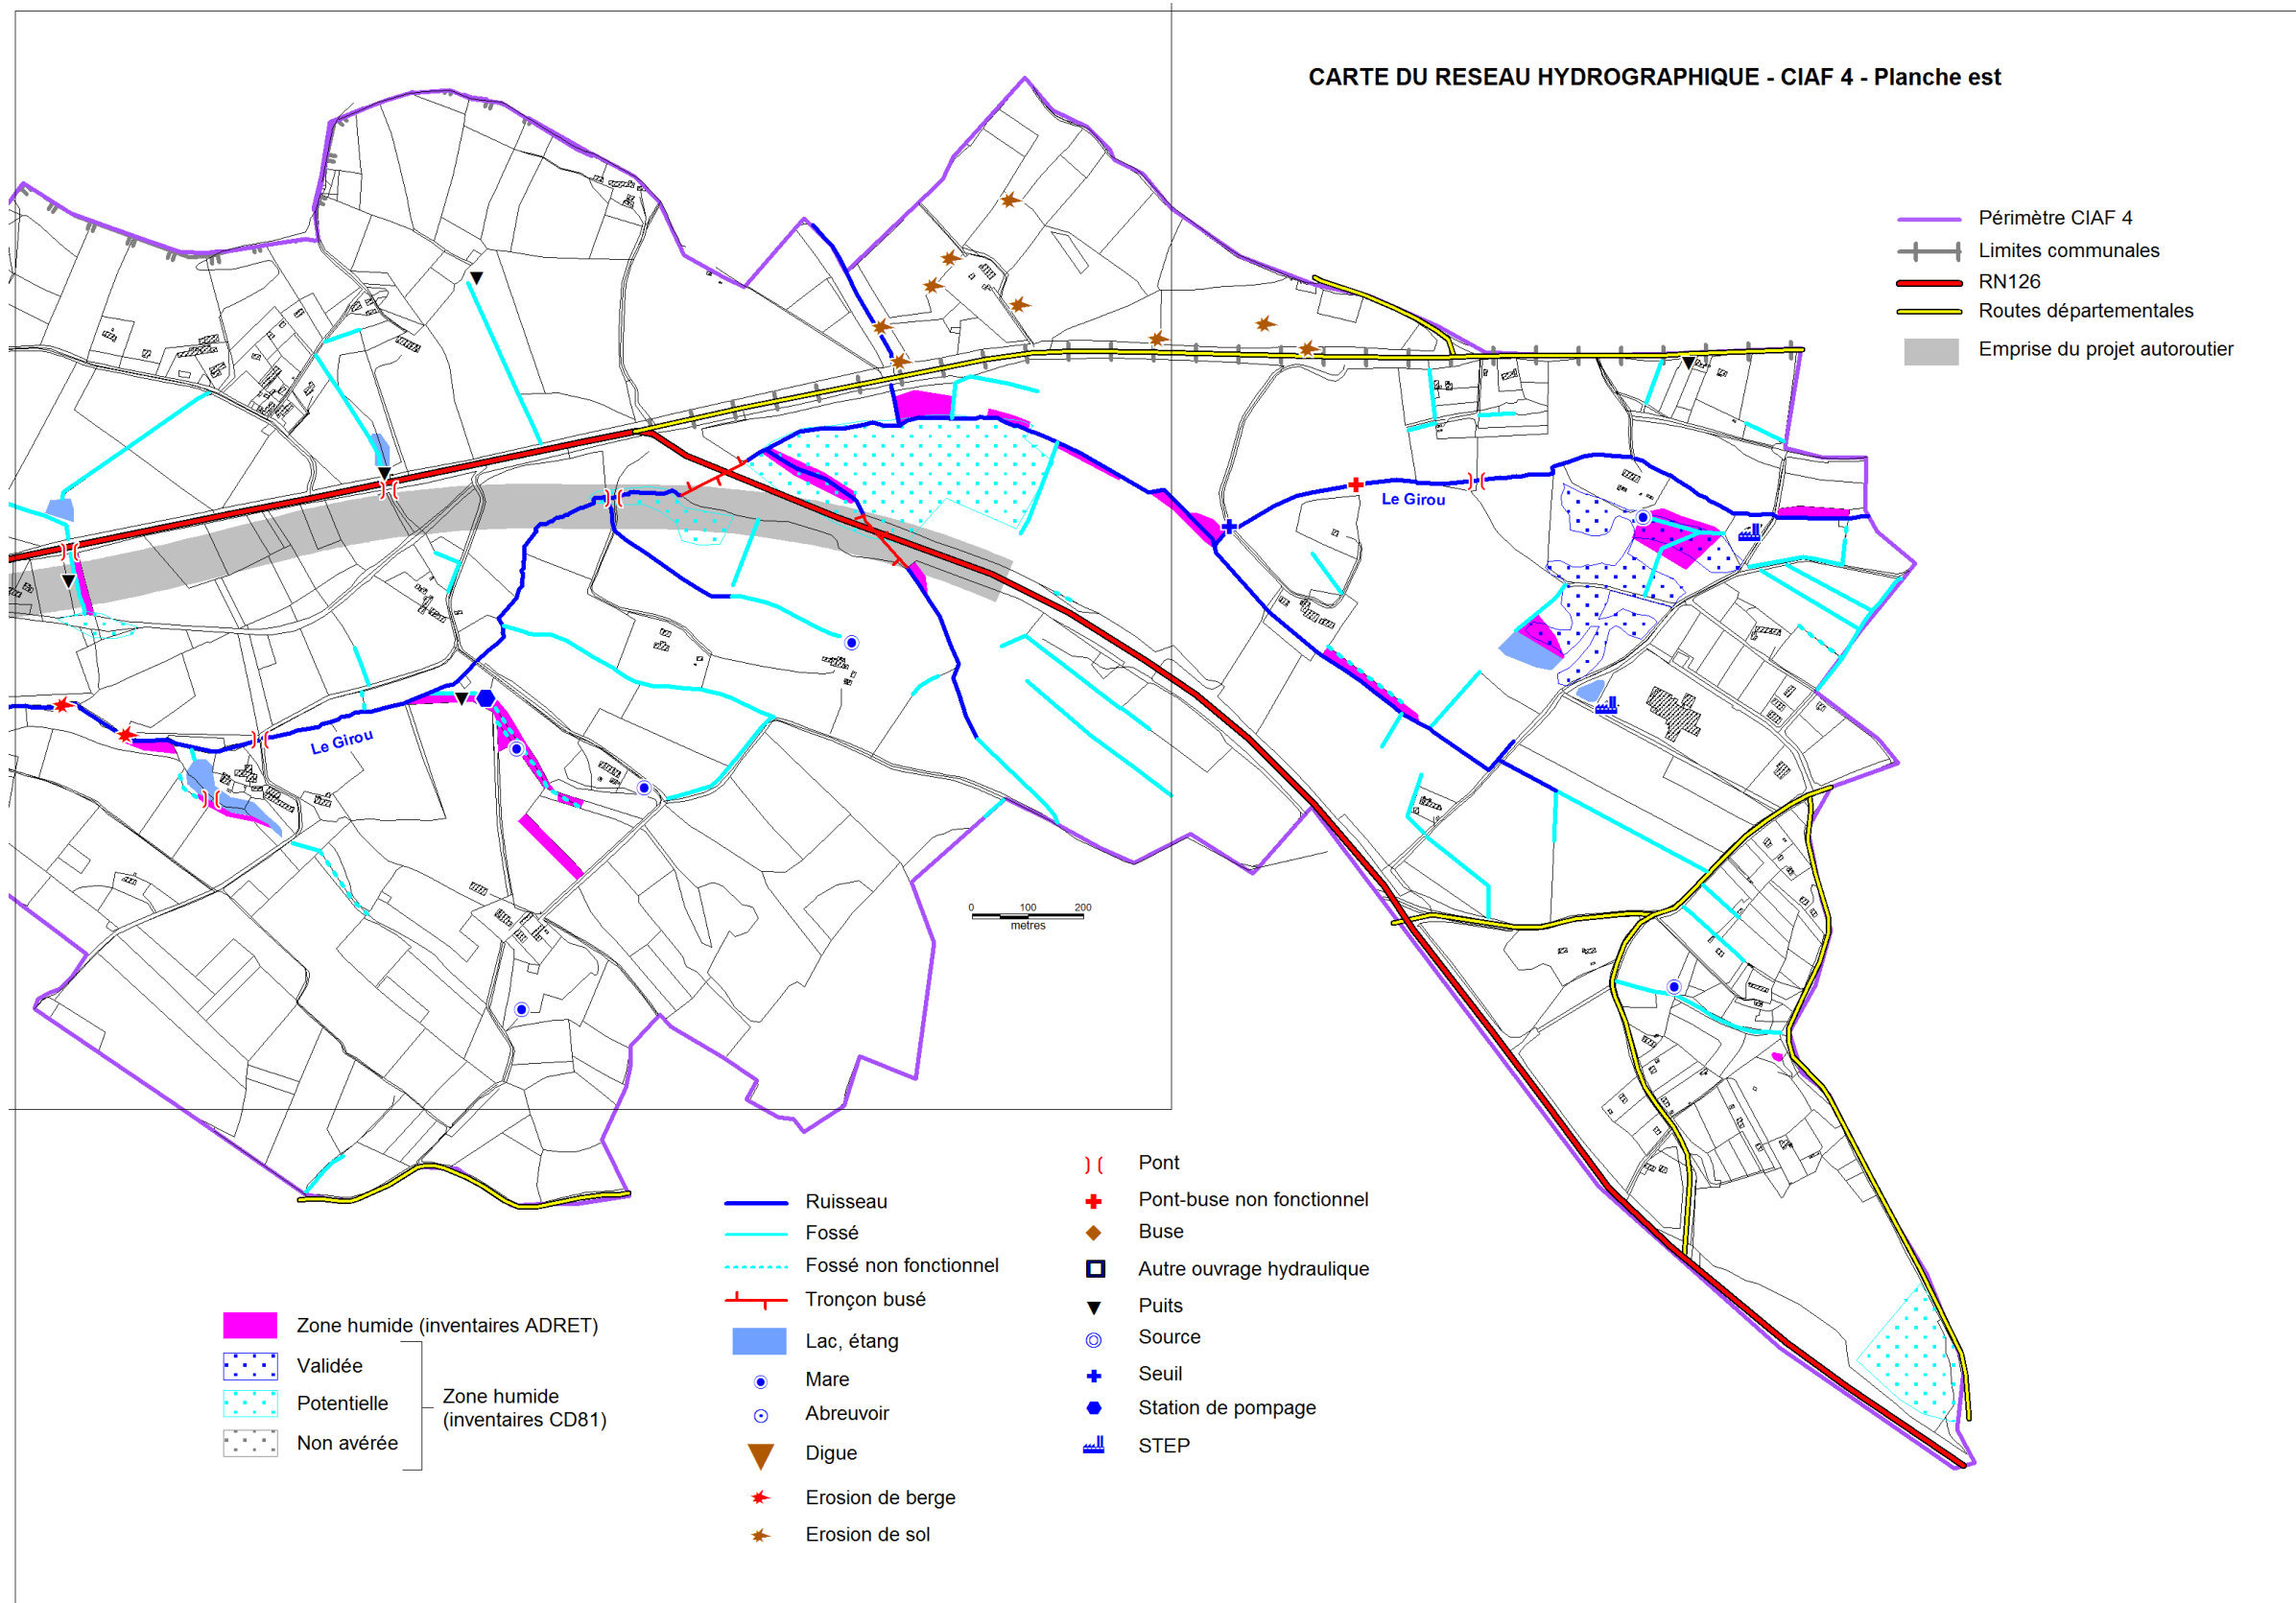 CARTE DU RESEAU HYDROGRAPHIQUE - CIAF 4 - Planche est
Périmètre CIAF 4
Limites communales
RN126
Routes départementales
Emprise du projet autoroutier
Le Girou
Le Girou
0 100 200
metres
Ruisseau
Fossé
Fossé non fonctionnel
Tronçon busé
Lac, étang
Mare
Abreuvoir
Digue
Erosion de berge
Erosion de sol
Pont
Pont-buse non fonctionnel
Buse
Autre ouvrage hydraulique
Puits
Source
Seuil
Station de pompage
STEP
Zone humide (inventaires ADRET)
Validée
Potentielle
Non avérée
Zone humide
(inventaires CD81)